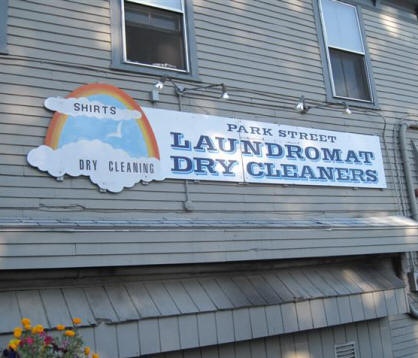 SHIRTS
DRY CLEANING
PARK STREET
LAUNDROMAT
DRY CLEANERS